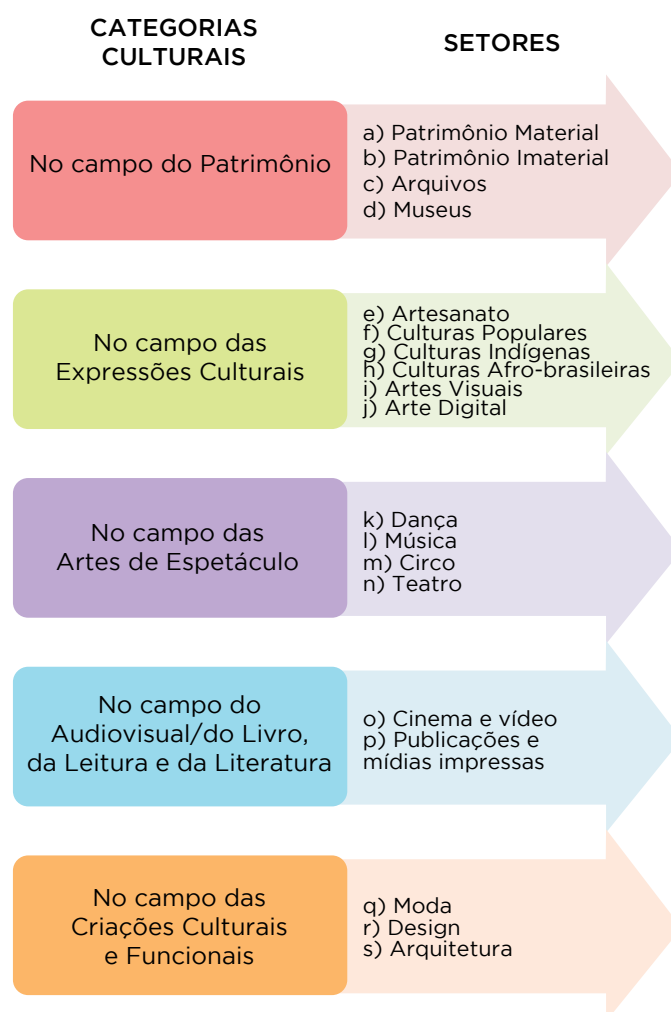 CATEGORIAS
CULTURAIS
SETORES
No campo do Patrimônio
a) Patrimônio Material
b) Patrimônio Imaterial
c) Arquivos
d) Museus
No campo das
Expressões Culturais
e) Artesanato
f) Culturas Populares
g) Culturas Indígenas
h) Culturas Afro-brasileiras
i) Artes Visuais
j) Arte Digital
No campo das
Artes de Espetáculo
k) Dança
l) Música
m) Circo
n) Teatro
No campo do
Audiovisual/do Livro,
da Leitura e da Literatura
o) Cinema e vídeo
p) Publicações e
mídias impressas
No campo das
Criações Culturais
e Funcionais
q) Moda
r) Design
s) Arquitetura